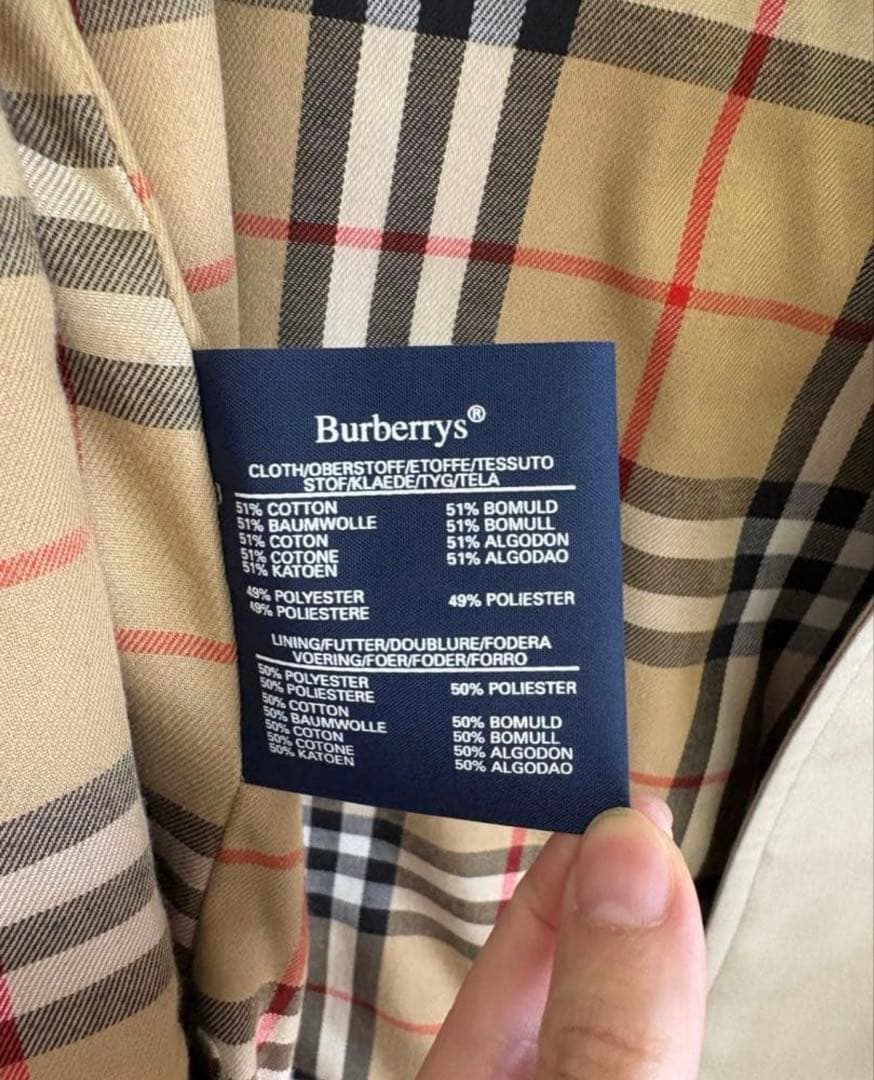 Burberrys®
CLOTH/OBERSTOFF/ETOFFE/TESSUTO
STOF/KLAEDE/TYG/TELA
51% COTTON
51% BAUMWOLLE
51% COTON
51% COTONE
51% KATOEN
51% BOMULD
51% BOMULL
51% ALGODON
51% ALGODAO
49% POLYESTER
49% POLIESTERE
49% POLIESTER
LINING/FUTTER/DOUBLURE/FODERA
VOERING/FOER/FODER/FORRO
50% POLYESTER
50% POLIESTERE
50% COTTON
50% BAUMWOLLE
50% COTON
50% COTONE
50% KATOEN
50% POLIESTER
50% BOMULD
50% BOMULL
50% ALGODON
50% ALGODAO